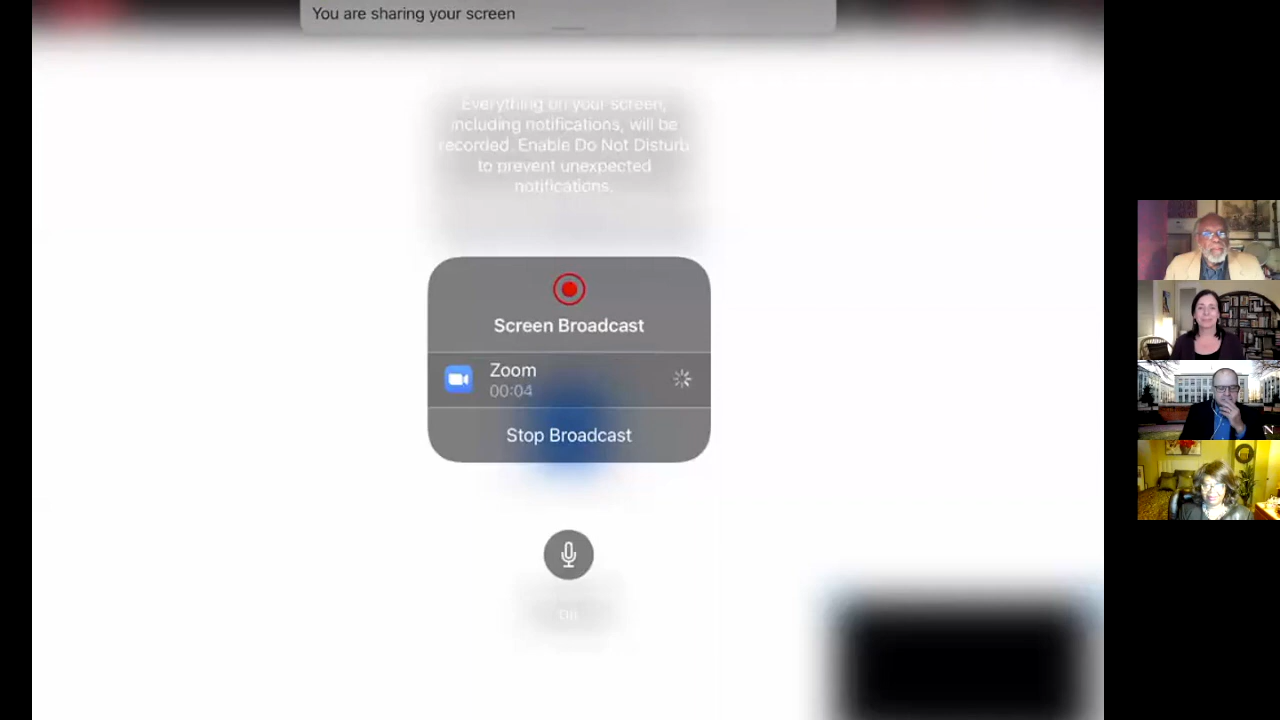 You are sharing your screen
Everything on your screen,
including notifications, will be
recorded. Enable Do Not Disturb
to prevent unexpected
notifications.
Screen Broadcast
Zoom
00:04
Stop Broadcast
N